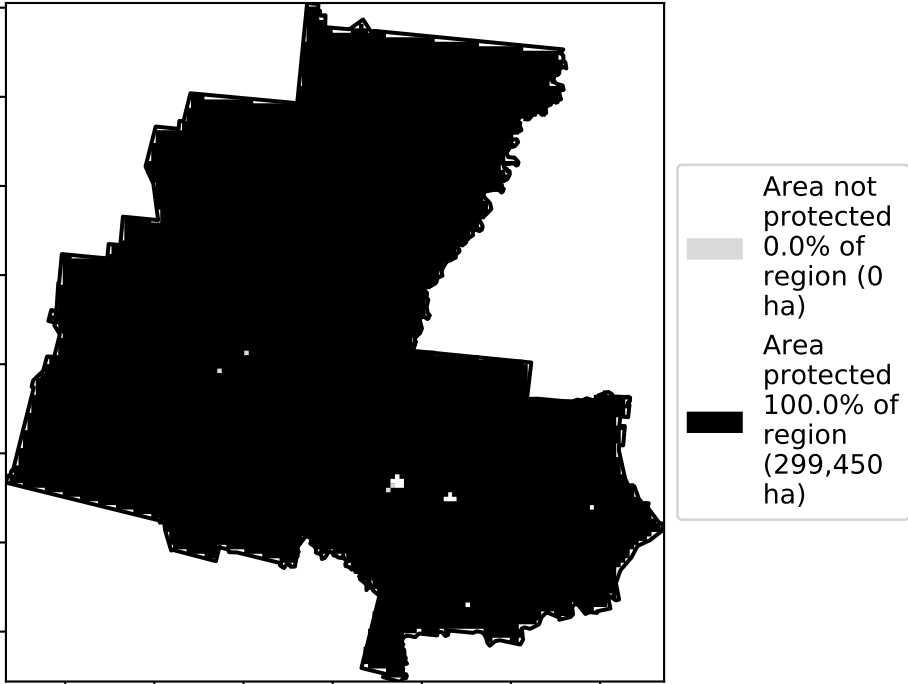 Area not
protected
0.0% of
region (0
ha)
Area
protected
100.0% of
region
(299,450
ha)